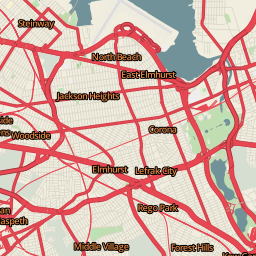 Steinway
North Beach
East Elmhurst
Jackson Heights
side
Corona
Woodside
Elmhurst
Lefrak City
Rego Park
Maspeth
Middle Village
Forest Hills